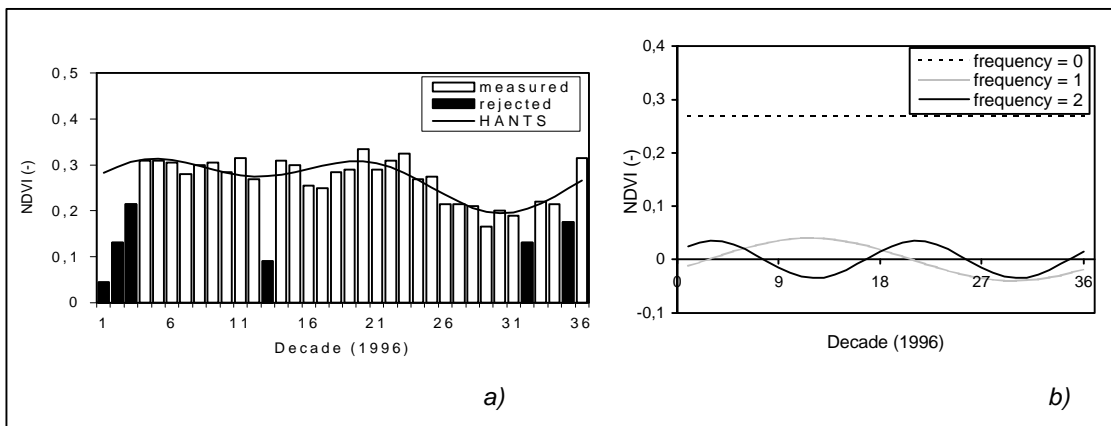 0,5
0,4
0,3
0,2
0,1
0
NDVI (-)
measured
rejected
HANTS
1 6 11 16 21 26 31 36
Decade (1996)
a)
0,4
0,3
0,2
0,1
0
-0,1
NDVI (-)
frequency = 0
frequency = 1
frequency = 2
0 9 18 27 36
Decade (1996)
b)